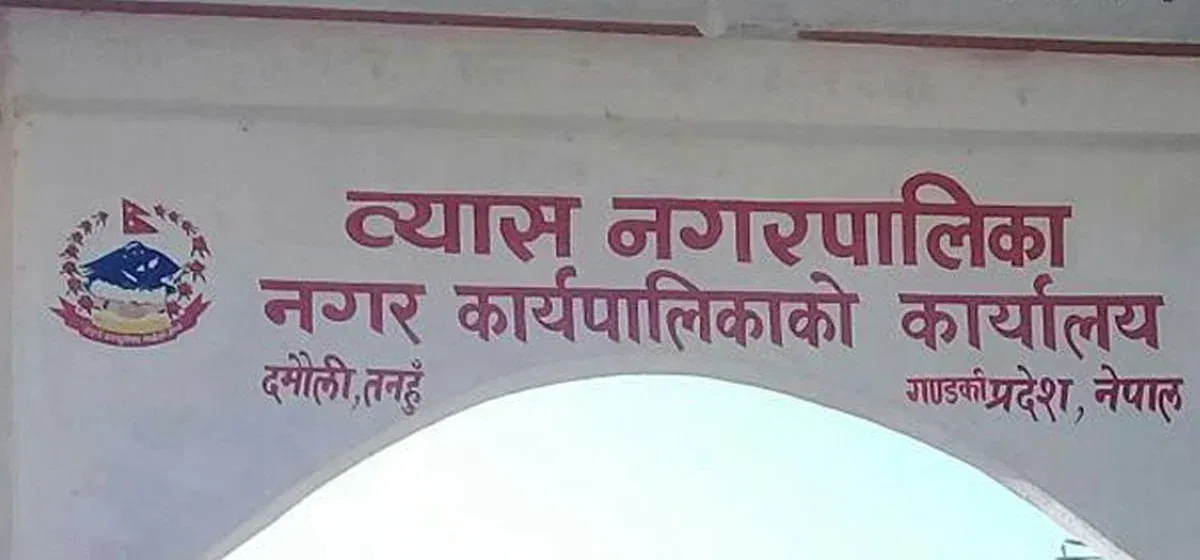 व्यास नगरपालिका
नगर कार्यपालिकाको कार्यालय
दमौली, तनहुँ गण्डकी प्रदेश, नेपाल